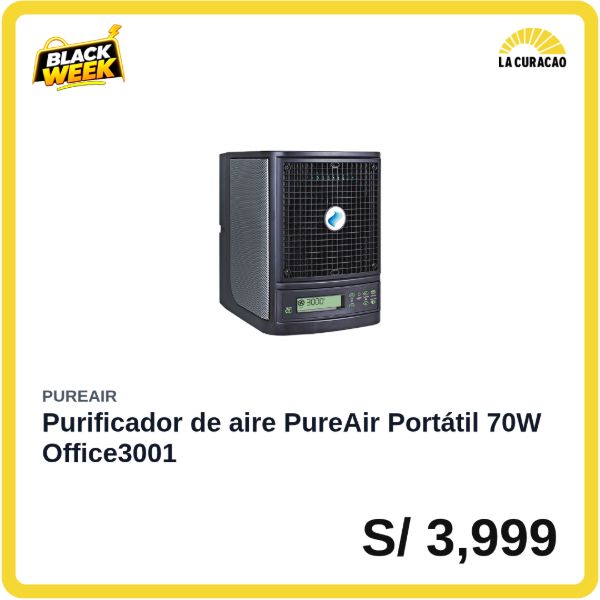 BLACK
WEEK
LA CURACAO
3000
PUREAIR
Purificador de aire PureAir Portátil 70W
Office3001
S/ 3,999